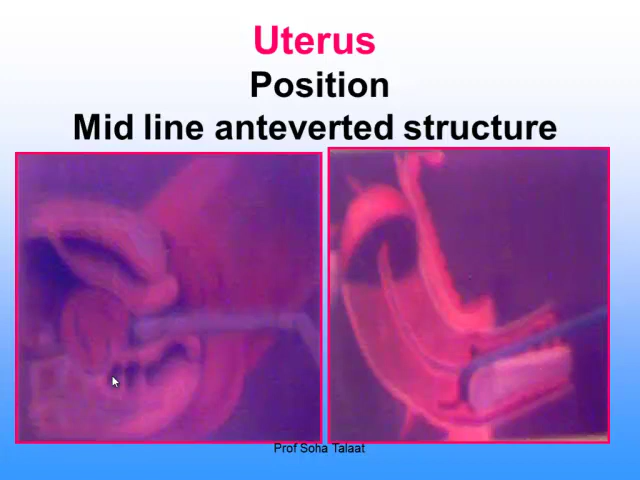 Uterus
Position
Mid line anteverted structure
Prof Soha Talaat